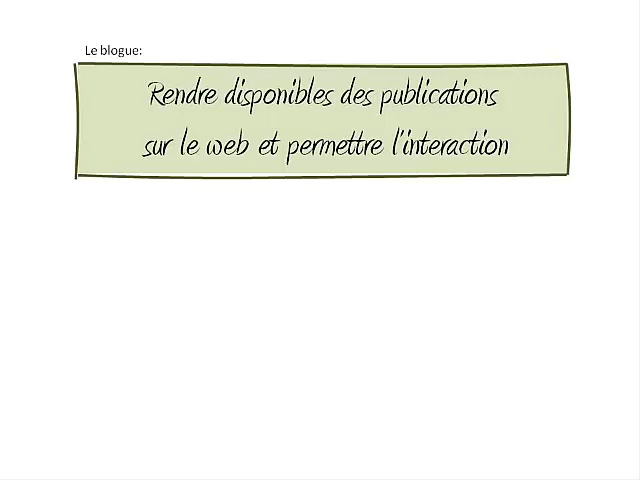 Le blogue:
Rendre disponibles des publications
sur le web et permettre l'interaction